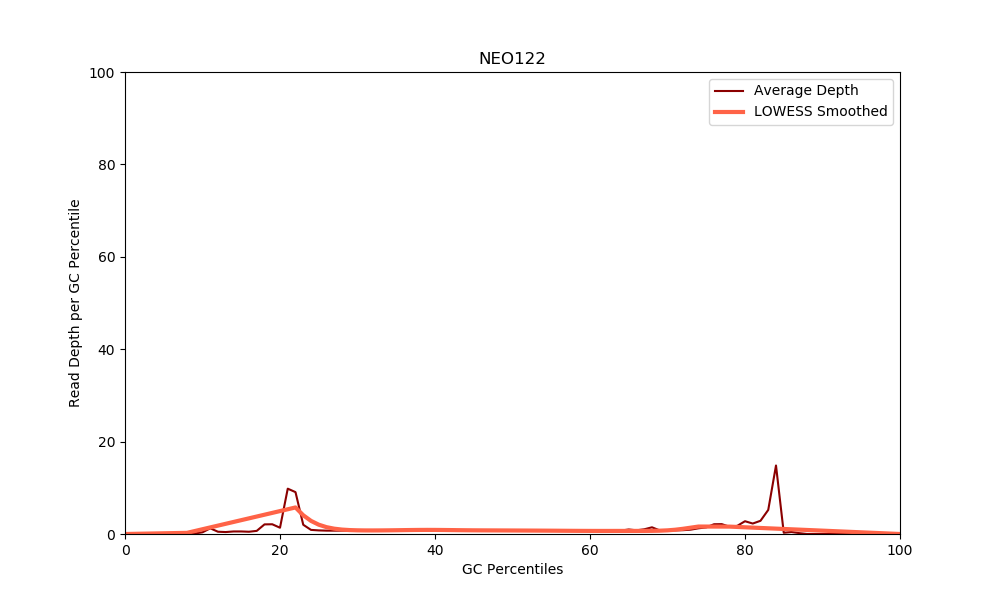 NEO122
Average Depth
LOWESS Smoothed
Read Depth per GC Percentile
100
80
60
40
20
0
0 20 40 60 80 100
GC Percentiles